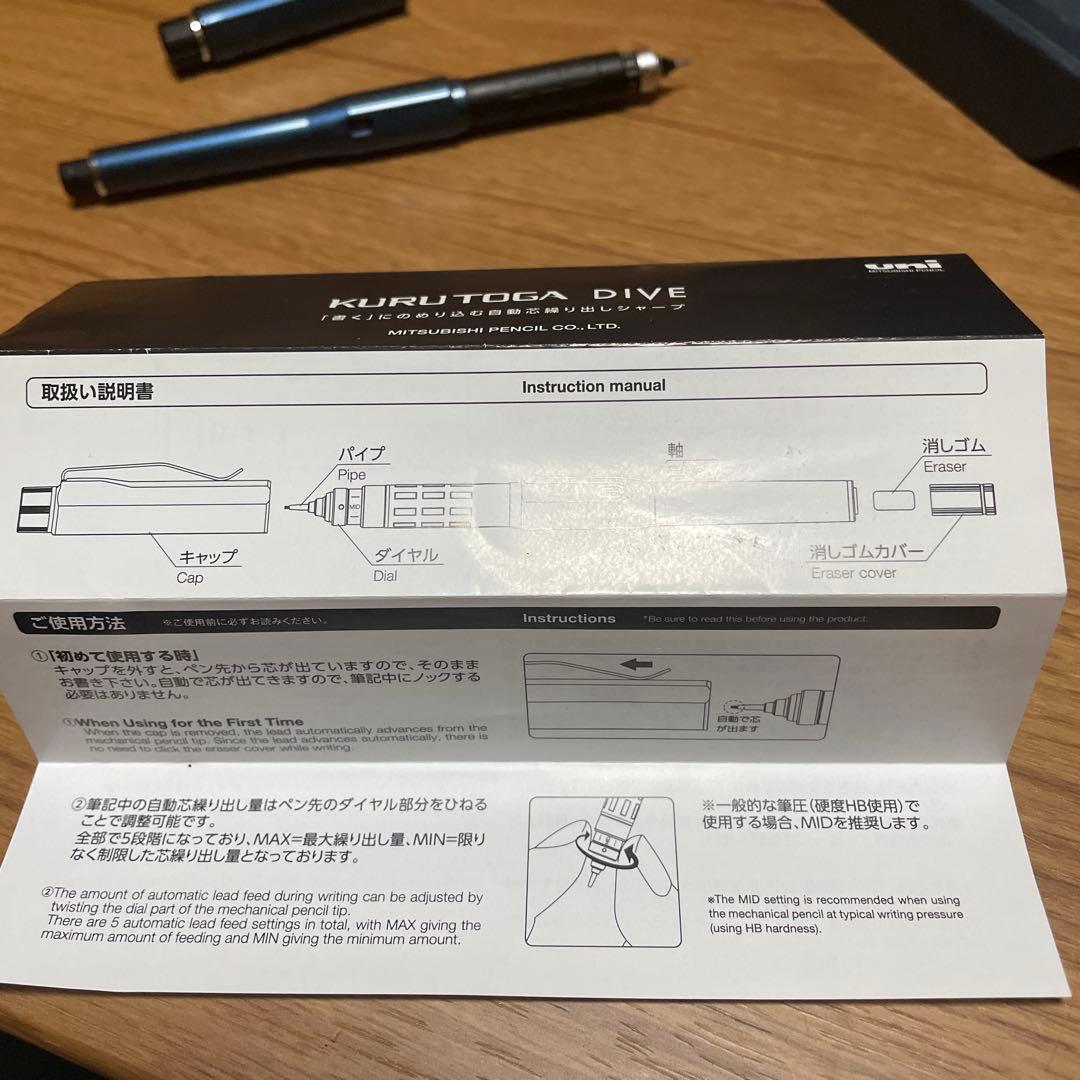 uni
MITSUBISHI PENCIL
KURUTOGA DIVE
「書く」にのめり込む自動芯繰り出しシャープ
MITSUBISHI PENCIL CO., LTD.
取扱い説明書
Instruction manual
パイプ
Pipe
軸
消しゴム
Eraser
MID
キャップ
Cap
ダイヤル
Dial
消しゴムカバー
Eraser cover
ご使用方法 ※ご使用前に必ずお読みください。
Instructions *Be sure to read this before using the product.
①「初めて使用する時」
キャップを外すと、ペン先から芯が出ていますので、そのまま
お書き下さい。自動で芯が出てきますので、筆記中にノックする
必要はありません。
①When Using for the First Time
When the cap is removed, the lead automatically advances from the
mechanical pencil tip. Since the lead advances automatically, there is
no need to click the eraser cover while writing.
自動で芯
が出ます
②筆記中の自動芯繰り出し量はペン先のダイヤル部分をひねる
ことで調整可能です。
全部で5段階になっており、MAX=最大繰り出し量、MIN=限り
なく制限した芯繰り出し量となっております。
②The amount of automatic lead feed during writing can be adjusted by
twisting the dial part of the mechanical pencil tip.
There are 5 automatic lead feed settings in total, with MAX giving the
maximum amount of feeding and MIN giving the minimum amount.
※一般的な筆圧(硬度HB使用)で
使用する場合、MIDを推奨します。
※The MID setting is recommended when using
the mechanical pencil at typical writing pressure
(using HB hardness).